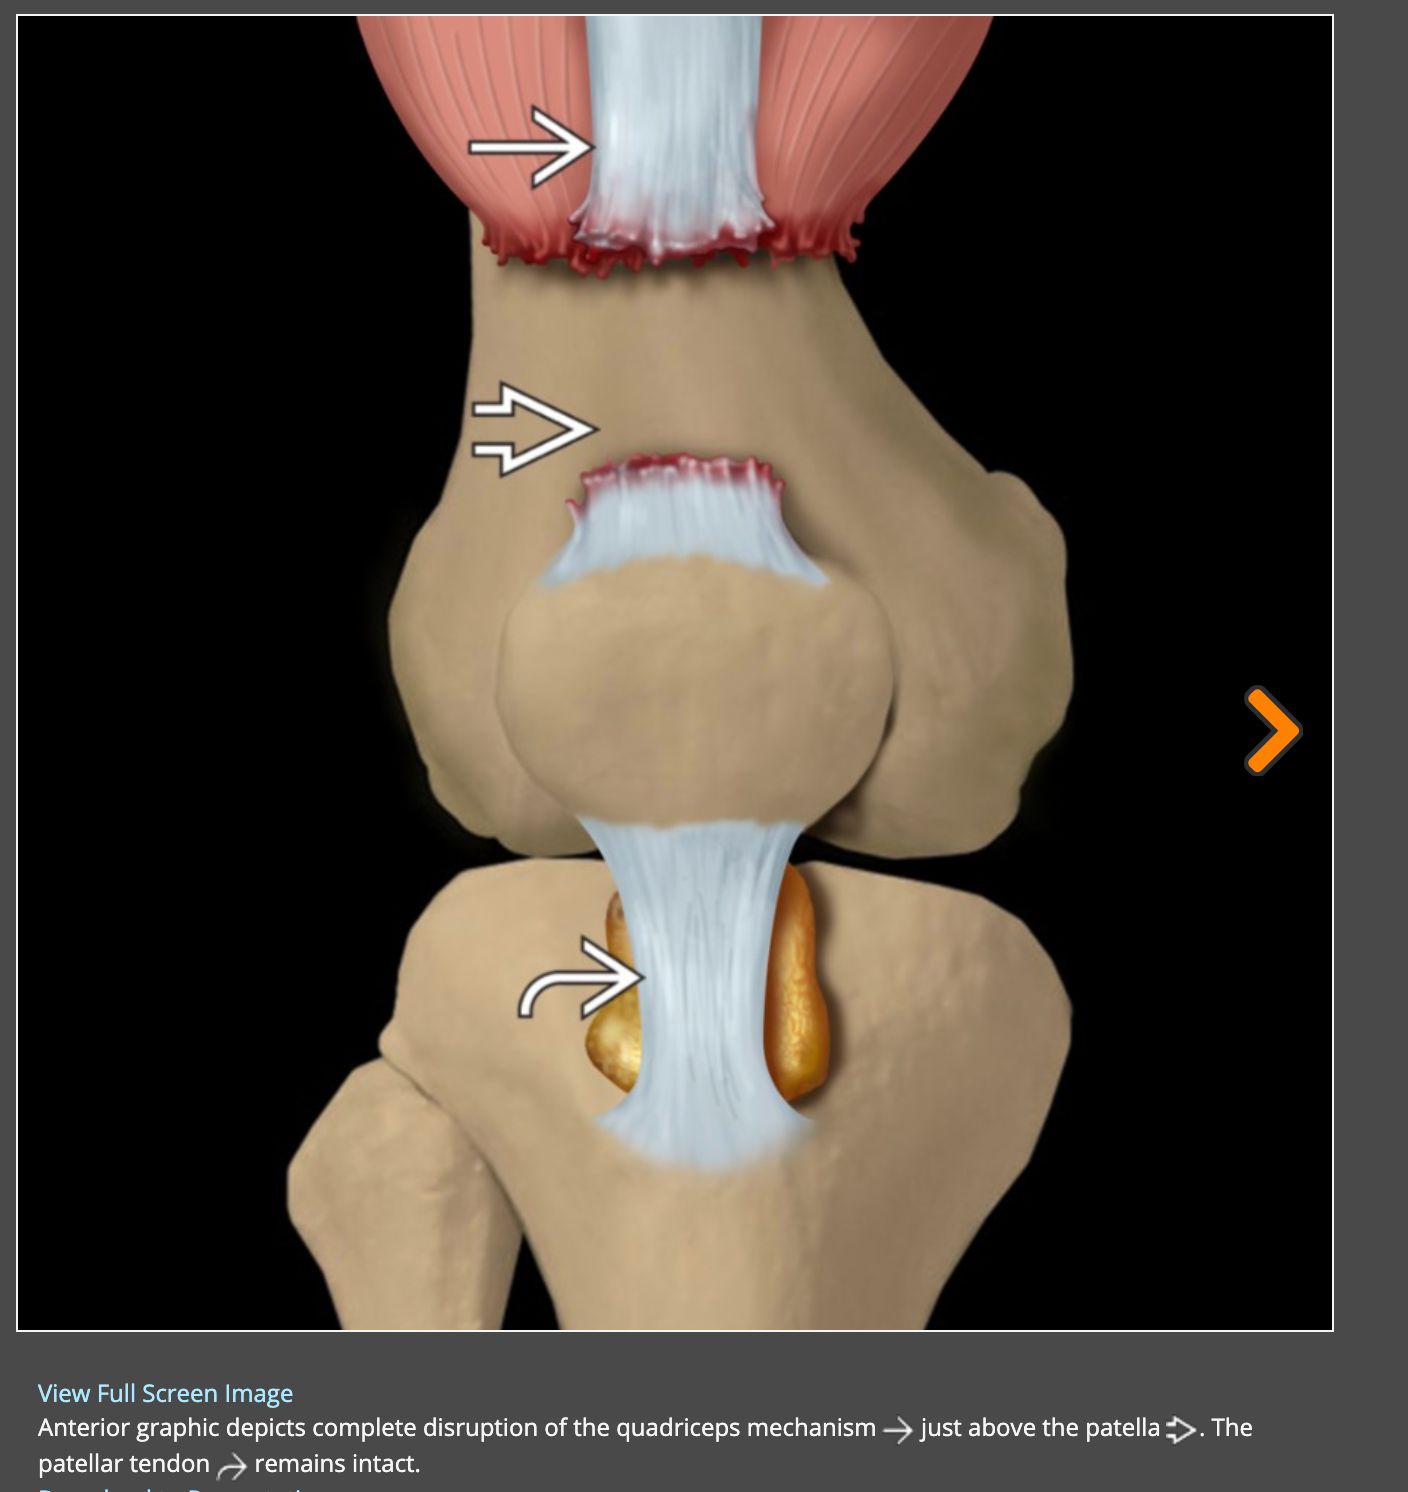 View Full Screen Image
Anterior graphic depicts complete disruption of the quadriceps mechanism → just above the patella ⇨. The
patellar tendon ↷ remains intact.